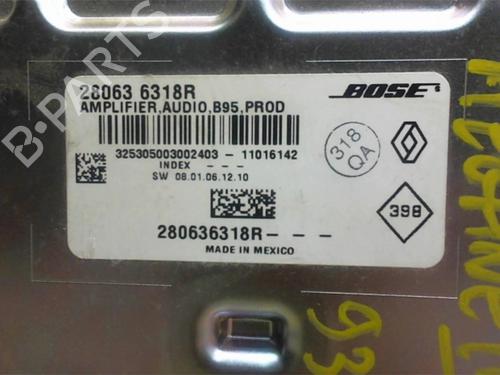 B-PARTS
28063 6318R
BOSE
AMPLIFIER,AUDIO,B95,PROD
325305003002403 - 11016142
INDEX - - -
SW 08.01.06.12.10
318
QA
398
280636318R- - -
MADE IN MEXICO
93